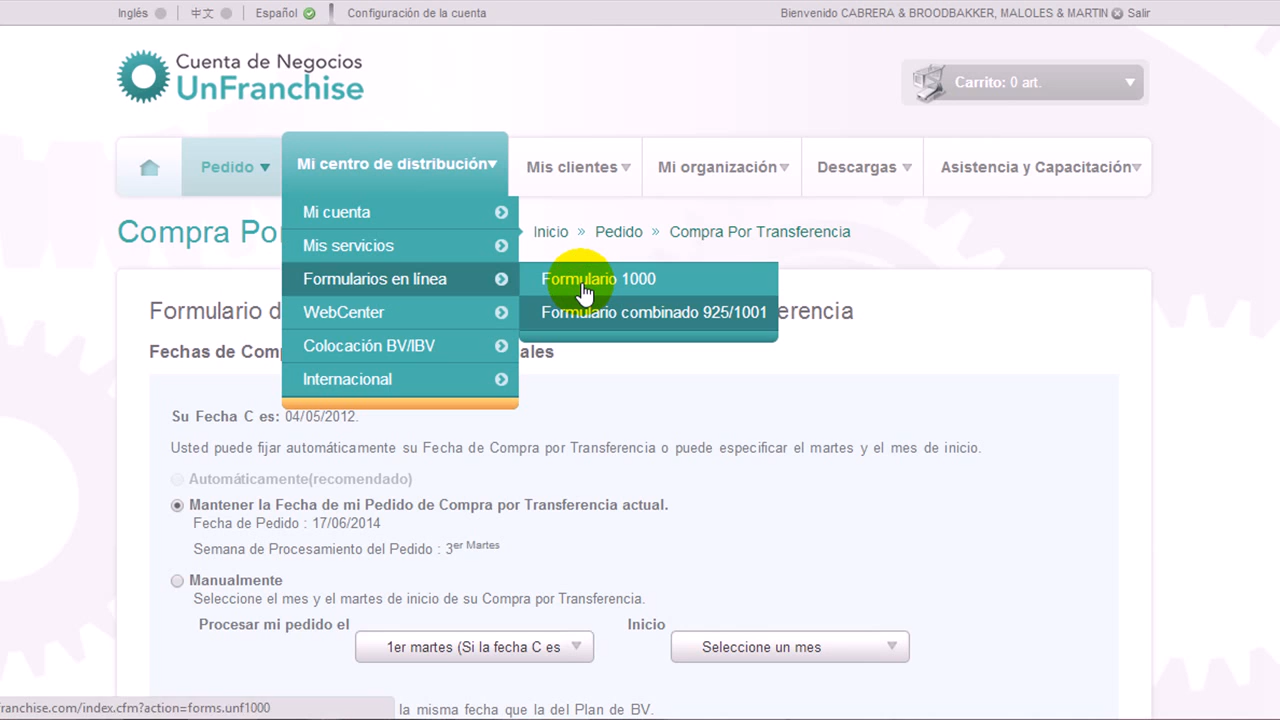 Inglés 中文 Español Configuración de la cuenta Bienvenido CABRERA & BROODBAKKER, MALOLES & MARTIN Salir
Cuenta de Negocios
UnFranchise
Carrito: 0 art.
Pedido Mi centro de distribución Mis clientes Mi organización Descargas Asistencia y Capacitación
Mi cuenta
Mis servicios
Formularios en línea
WebCenter
Colocación BV/IBV
Internacional
Formulario 1000
Formulario combinado 925/1001
Compra Po Inicio » Pedido » Compra Por Transferencia
Formulario d erencia
Fechas de Comp ales
Su Fecha C es: 04/05/2012.
Usted puede fijar automáticamente su Fecha de Compra por Transferencia o puede especificar el martes y el mes de inicio.
Automáticamente(recomendado)
Mantener la Fecha de mi Pedido de Compra por Transferencia actual.
Fecha de Pedido : 17/06/2014
Semana de Procesamiento del Pedido : 3er Martes
Manualmente
Seleccione el mes y el martes de inicio de su Compra por Transferencia.
Procesar mi pedido el Inicio
1er martes (Si la fecha C es Seleccione un mes
franchise.com/index.cfm?action=forms.unf1000 la misma fecha que la del Plan de BV.